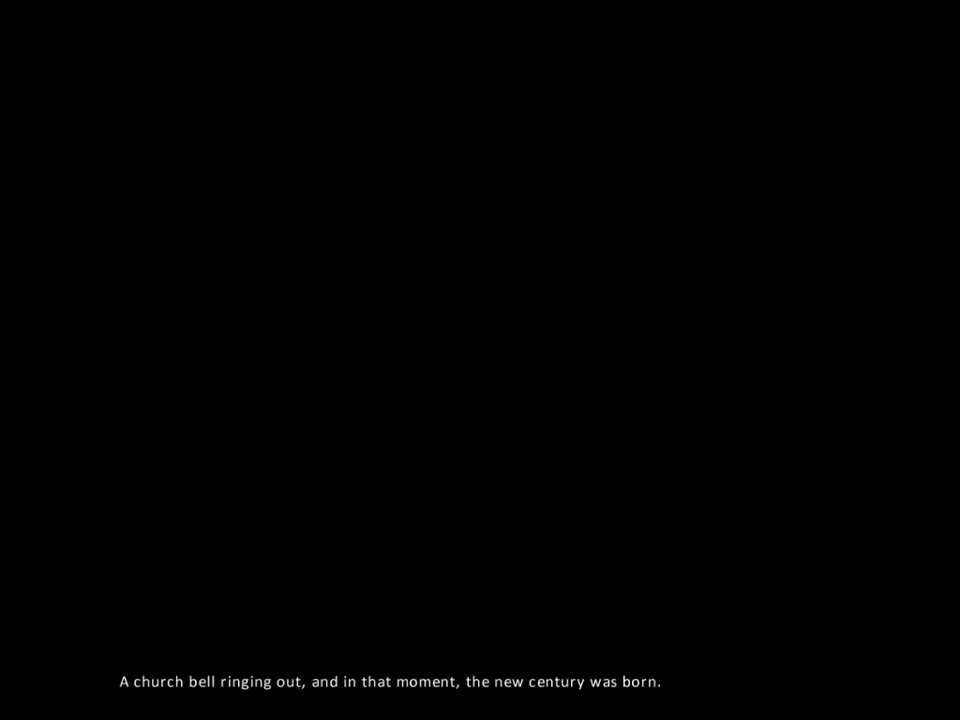 A church bell ringing out, and in that moment, the new century was born.